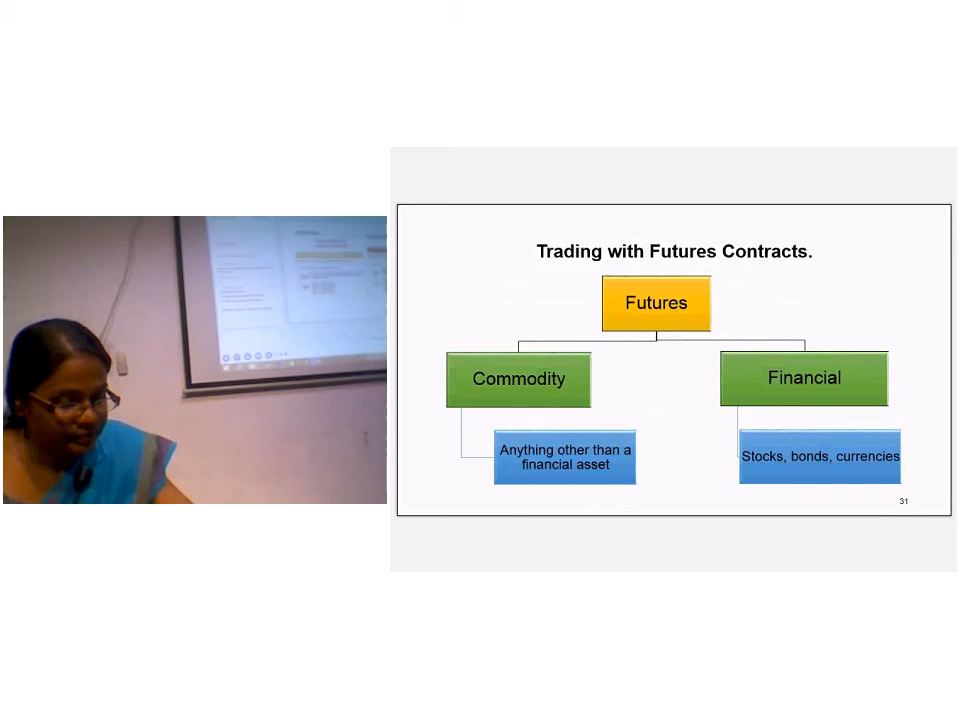 Trading with Futures Contracts.
Futures
Commodity
Financial
Anything other than a
financial asset
Stocks, bonds, currencies
31